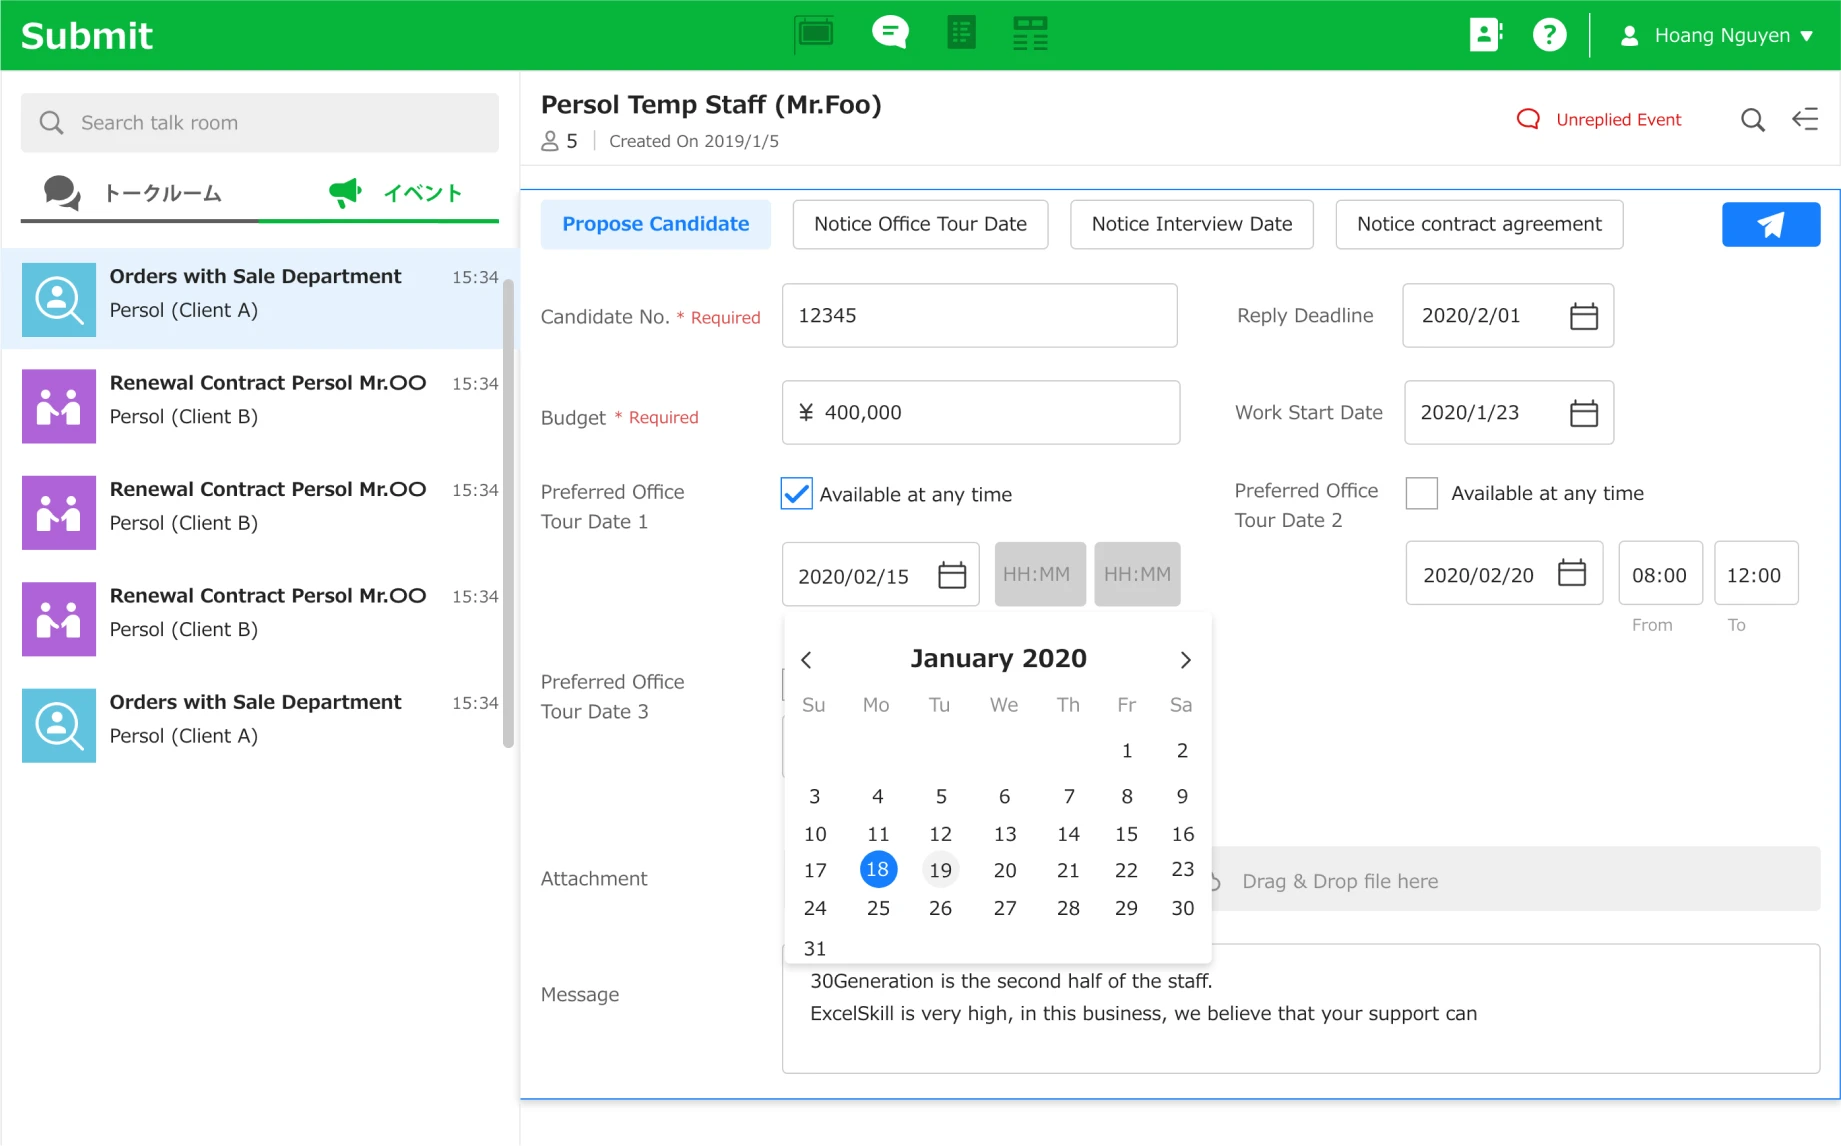 Submit
Hoang Nguyen
Search talk room
トークルーム
イベント
Orders with Sale Department 15:34
Persol (Client A)
Renewal Contract Persol Mr.〇〇 15:34
Persol (Client B)
Renewal Contract Persol Mr.〇〇 15:34
Persol (Client B)
Renewal Contract Persol Mr.〇〇 15:34
Persol (Client B)
Orders with Sale Department 15:34
Persol (Client A)
Persol Temp Staff (Mr.Foo)
5 Created On 2019/1/5
Unreplied Event
Propose Candidate
Notice Office Tour Date
Notice Interview Date
Notice contract agreement
Candidate No. * Required 12345
Reply Deadline 2020/2/01
Budget * Required ¥ 400,000
Work Start Date 2020/1/23
Preferred Office
Tour Date 1
Available at any time
2020/02/15 HH:MM HH:MM
Preferred Office
Tour Date 2
Available at any time
2020/02/20 08:00 12:00
From To
January 2020
Su Mo Tu We Th Fr Sa
1 2
3 4 5 6 7 8 9
10 11 12 13 14 15 16
17 18 19 20 21 22 23
24 25 26 27 28 29 30
31
Preferred Office
Tour Date 3
Attachment
Drag & Drop file here
Message
30Generation is the second half of the staff.
ExcelSkill is very high, in this business, we believe that your support can